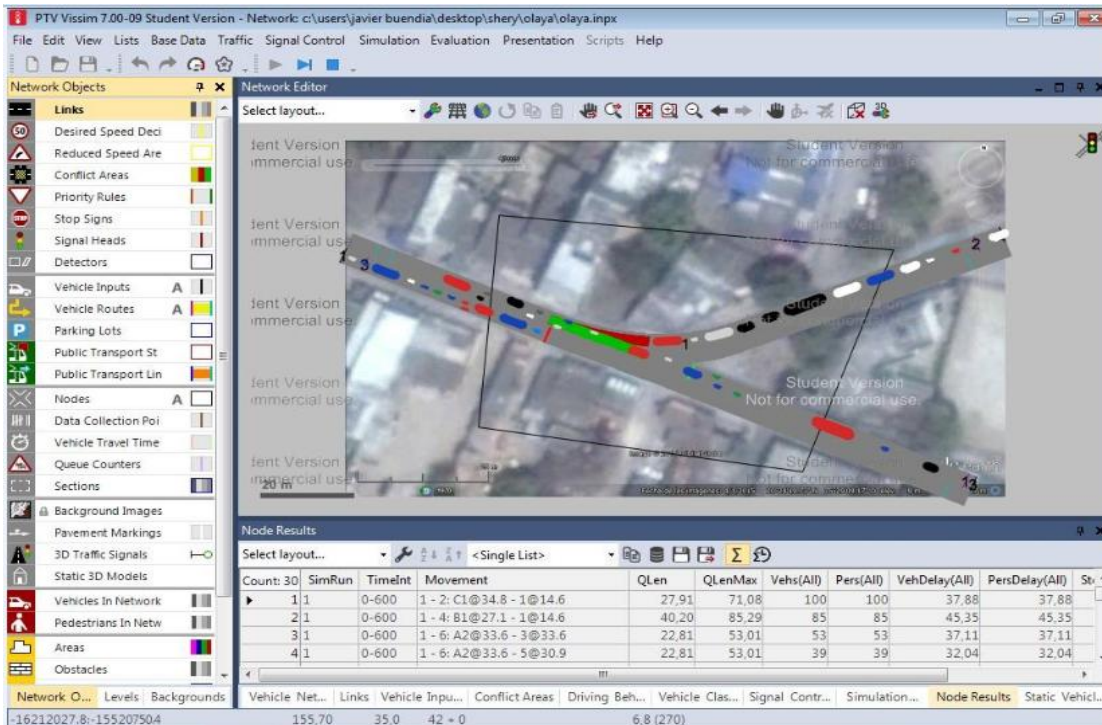 PTV Vissim 7.00-09 Student Version - Network: c:\users\javier buendia\desktop\shery\olaya\olaya.inpx
File Edit View Lists Base Data Traffic Signal Control Simulation Evaluation Presentation Scripts Help
Network Objects
Links
Desired Speed Deci
Reduced Speed Are
Conflict Areas
Priority Rules
Stop Signs
Signal Heads
Detectors
Vehicle Inputs A
Vehicle Routes A
Parking Lots
Public Transport St
Public Transport Lin
Nodes A
Data Collection Poi
Vehicle Travel Time
Queue Counters
Sections
Background Images
Pavement Markings
3D Traffic Signals
Static 3D Models
Vehicles In Network
Pedestrians In Netw
Areas
Obstacles
Network O... Levels Backgrounds
Network Editor
Select layout...
Student Version
Not for commercial use.
1 3
2
1
13
20 m
Node Results
Select layout... <Single List>
Count: 30 SimRun TimeInt Movement QLen QLenMax Vehs(All) Pers(All) VehDelay(All) PersDelay(All)
1 1 0-600 1 - 2: C1@34.8 - 1@14.6 27,91 71,08 100 100 37,88 37,88
2 1 0-600 1 - 4: B1@27.1 - 1@14.6 40,20 85,29 85 85 45,35 45,35
3 1 0-600 1 - 6: A2@33.6 - 3@33.6 22,81 53,01 53 53 37,11 37,11
4 1 0-600 1 - 6: A2@33.6 - 5@30.9 22,81 53,01 39 39 32,04 32,04
Vehicle Net... Links Vehicle Inpu... Conflict Areas Driving Beh... Vehicle Clas... Signal Contr... Simulation... Node Results Static Vehicl...
-16212027.8:-15520750.4 155.70 35.0 42 + 0 6.8 (270)